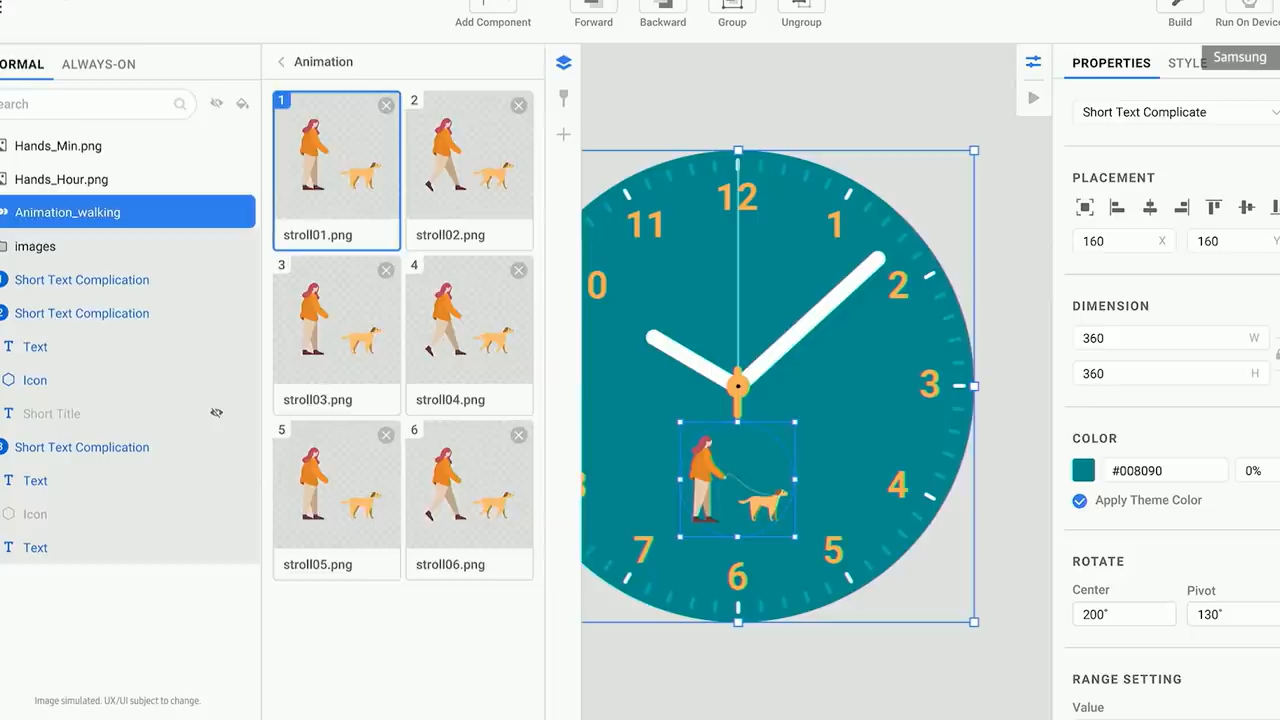 Add Component
Forward
Backward
Group
Ungroup
Build
Run On Device
ORMAL
ALWAYS-ON
earch
Hands_Min.png
Hands_Hour.png
Animation_walking
images
1 Short Text Complication
2 Short Text Complication
T Text
Icon
T Short Title
3 Short Text Complication
T Text
Icon
T Text
Image simulated. UX/UI subject to change.
Animation
1
stroll01.png
2
stroll02.png
3
stroll03.png
4
stroll04.png
5
stroll05.png
6
stroll06.png
12
11
1
0
2
3
4
7
5
6
PROPERTIES
STYLE
Samsung
Short Text Complicate
PLACEMENT
160 X
160 Y
DIMENSION
360 W
360 H
COLOR
#008090
0%
Apply Theme Color
ROTATE
Center
Pivot
200°
130°
RANGE SETTING
Value